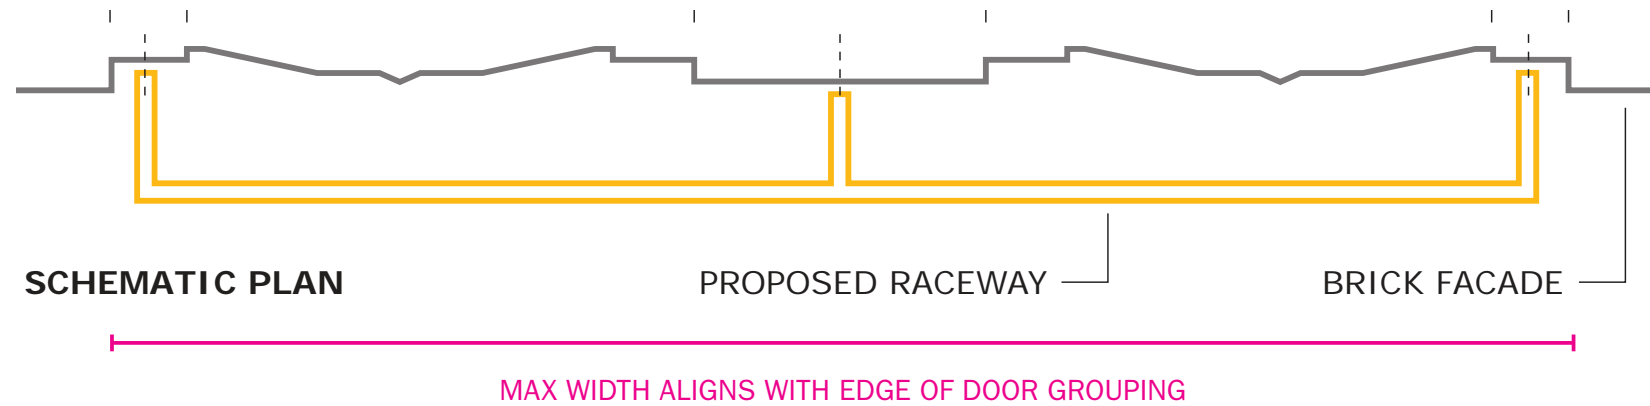 SCHEMATIC PLAN
PROPOSED RACEWAY
BRICK FACADE
MAX WIDTH ALIGNS WITH EDGE OF DOOR GROUPING